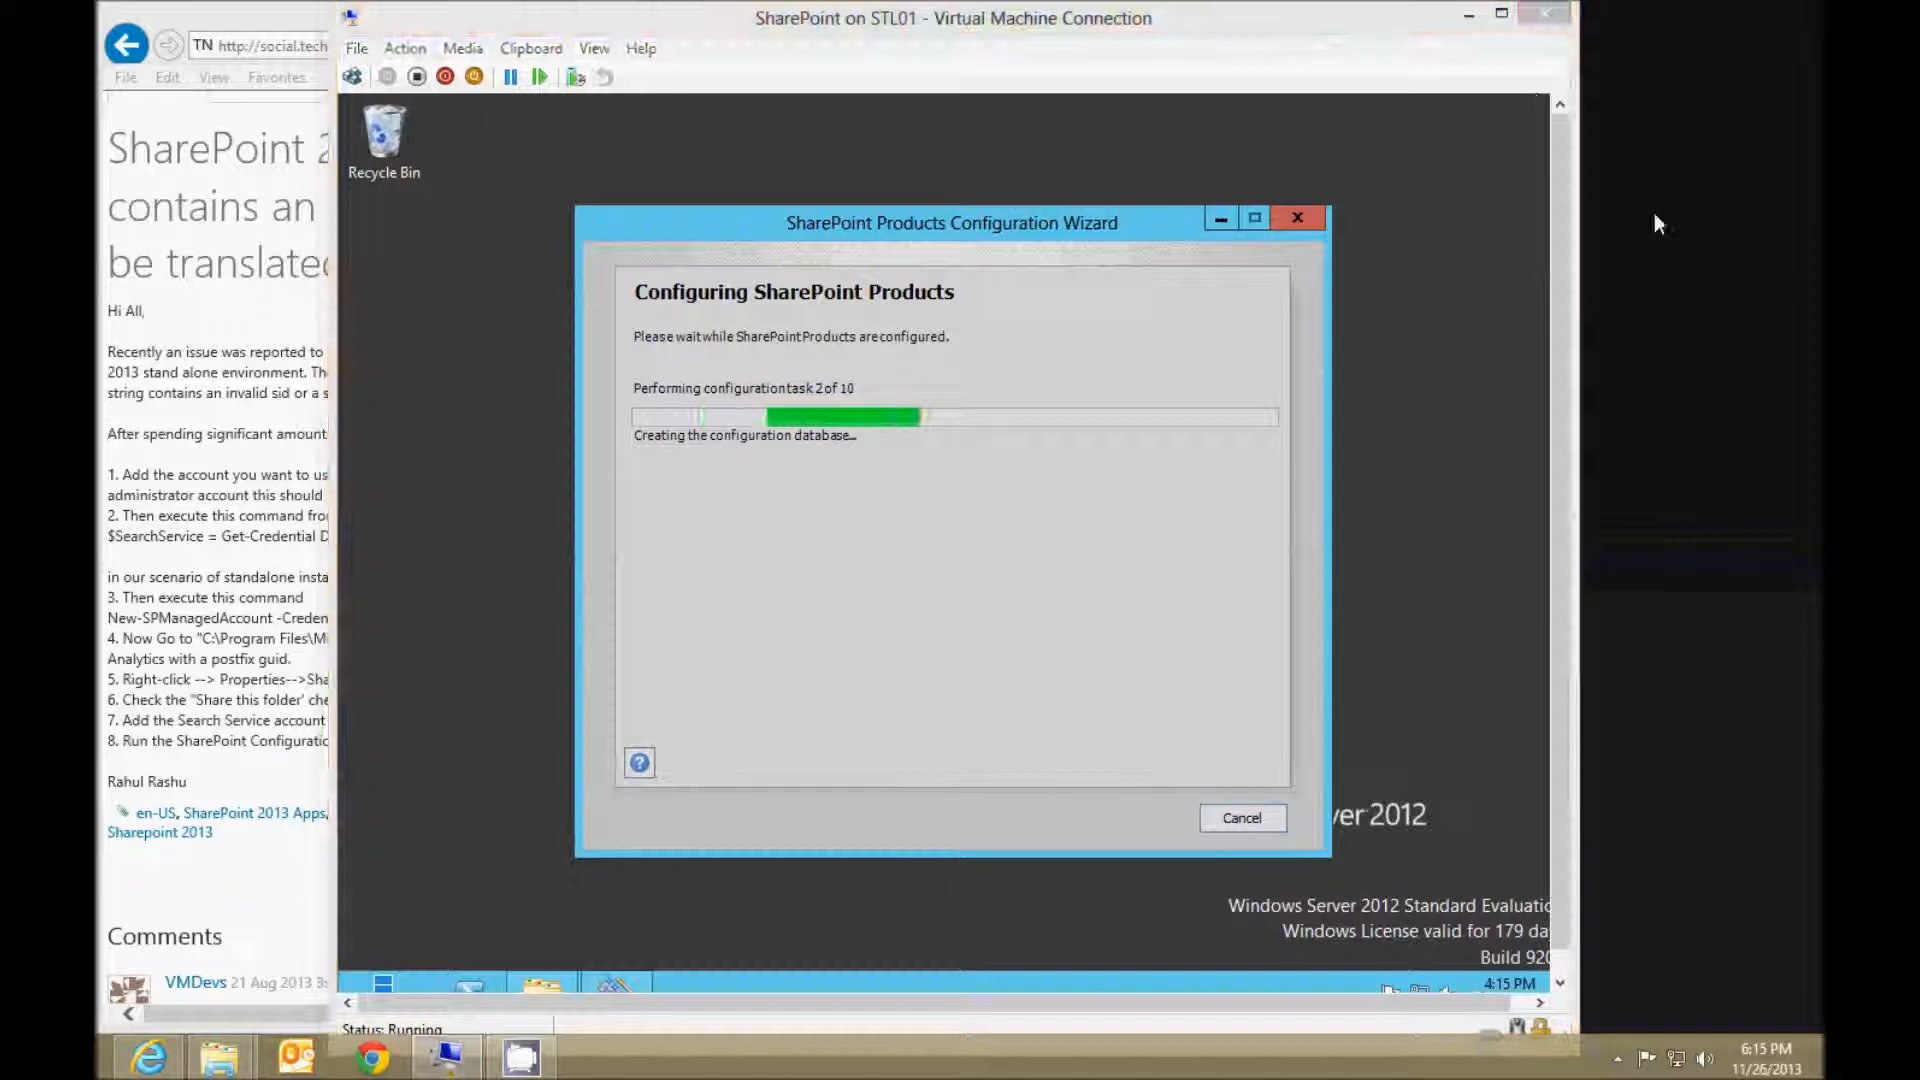 SharePoint on STL01 - Virtual Machine Connection
TN http://social.tech
File Edit View Favorites
File Action Media Clipboard View Help
SharePoint
contains an
be translated
Hi All,
Recently an issue was reported to
2013 stand alone environment. Th
string contains an invalid sid or a s
After spending significant amount
1. Add the account you want to us
administrator account this should
2. Then execute this command fro
$SearchService = Get-Credential D
in our scenario of standalone insta
3. Then execute this command
New-SPManagedAccount -Creden
4. Now Go to "C:\Program Files\Mi
Analytics with a postfix guid.
5. Right-click --> Properties-->Sha
6. Check the "Share this folder' che
7. Add the Search Service account
8. Run the SharePoint Configuratio
Rahul Rashu
en-US, SharePoint 2013 Apps,
Sharepoint 2013
Comments
VMDevs 21 Aug 2013 3:
Recycle Bin
SharePoint Products Configuration Wizard
Configuring SharePoint Products
Please wait while SharePoint Products are configured.
Performing configuration task 2 of 10
Creating the configuration database...
Cancel
ver 2012
Windows Server 2012 Standard Evaluatio
Windows License valid for 179 da
Build 920
4:15 PM
Status: Running
6:15 PM
11/26/2013